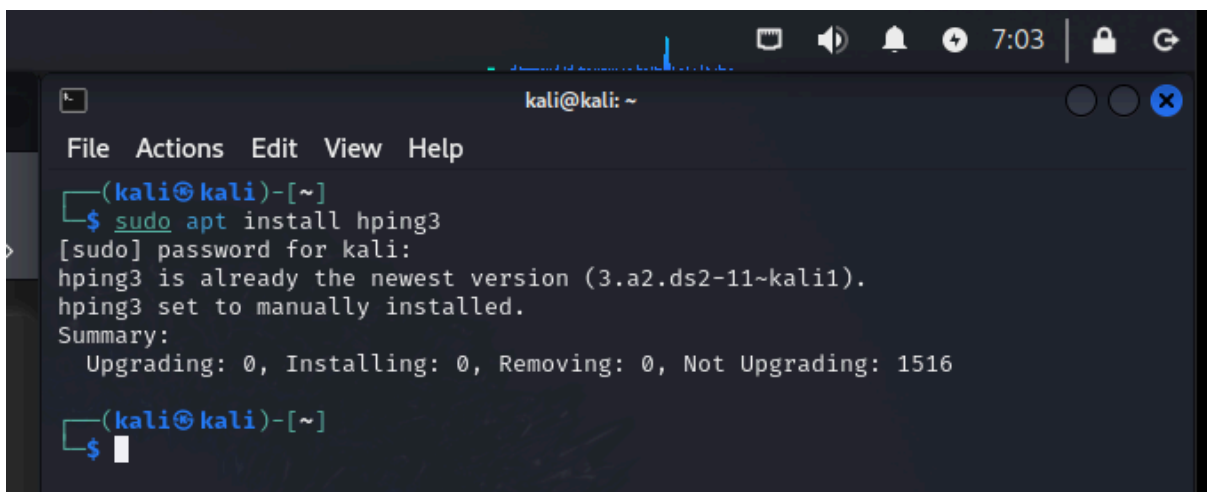 7:03
kali@kali: ~
File Actions Edit View Help
┌──(kali㉿kali)-[~]
└─$ sudo apt install hping3
[sudo] password for kali:
hping3 is already the newest version (3.a2.ds2-11~kali1).
hping3 set to manually installed.
Summary:
  Upgrading: 0, Installing: 0, Removing: 0, Not Upgrading: 1516
┌──(kali㉿kali)-[~]
└─$